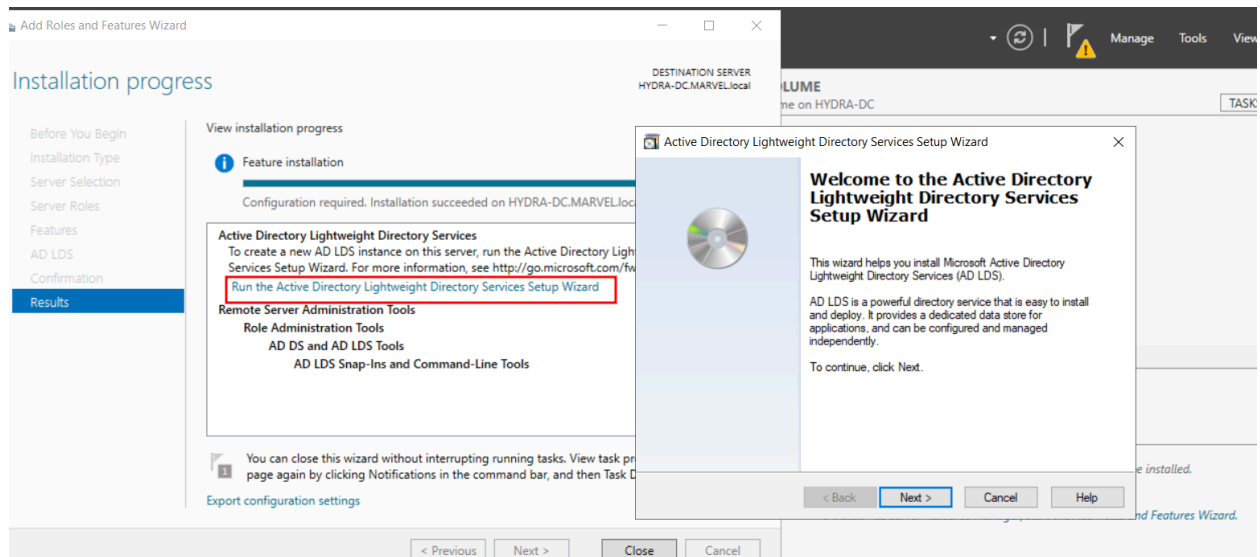 Add Roles and Features Wizard
Manage Tools View
Installation progress
DESTINATION SERVER
HYDRA-DC.MARVEL.local
LUME
me on HYDRA-DC
TASKS
Before You Begin
Installation Type
Server Selection
Server Roles
Features
AD LDS
Confirmation
Results
View installation progress
Feature installation
Configuration required. Installation succeeded on HYDRA-DC.MARVEL.loc
Active Directory Lightweight Directory Services
To create a new AD LDS instance on this server, run the Active Directory Ligh
Services Setup Wizard. For more information, see http://go.microsoft.com/fw
Run the Active Directory Lightweight Directory Services Setup Wizard
Remote Server Administration Tools
Role Administration Tools
AD DS and AD LDS Tools
AD LDS Snap-Ins and Command-Line Tools
1
You can close this wizard without interrupting running tasks. View task pr
page again by clicking Notifications in the command bar, and then Task D
Export configuration settings
< Previous Next > Close Cancel
Active Directory Lightweight Directory Services Setup Wizard
Welcome to the Active Directory
Lightweight Directory Services
Setup Wizard
This wizard helps you install Microsoft Active Directory
Lightweight Directory Services (AD LDS).
AD LDS is a powerful directory service that is easy to install
and deploy. It provides a dedicated data store for
applications, and can be configured and managed
independently.
To continue, click Next.
< Back Next > Cancel Help
e installed.
nd Features Wizard.